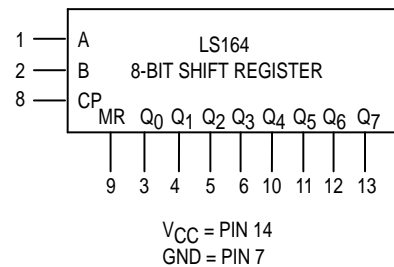 1 A LS164
2 B 8-BIT SHIFT REGISTER
8 CP
MR Q0 Q1 Q2 Q3 Q4 Q5 Q6 Q7
9 3 4 5 6 10 11 12 13
VCC = PIN 14
GND = PIN 7